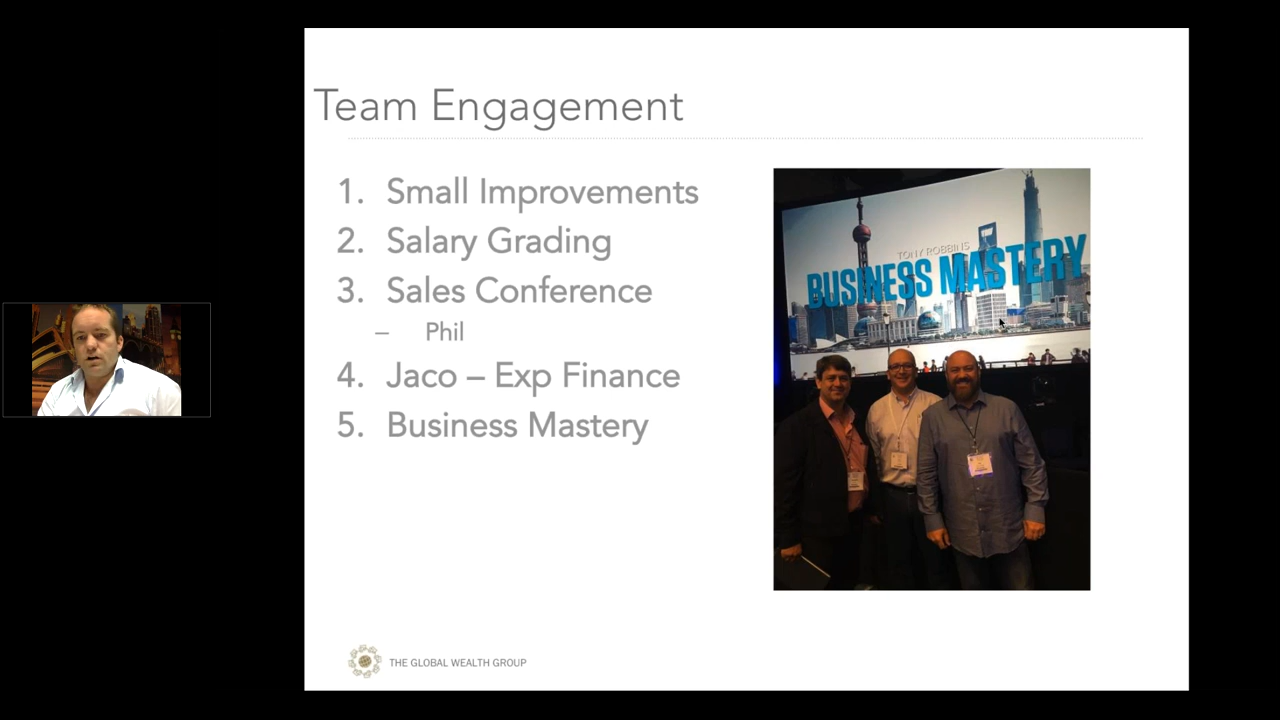 Team Engagement
1. Small Improvements
2. Salary Grading
3. Sales Conference
– Phil
4. Jaco – Exp Finance
5. Business Mastery
TONY ROBBINS
BUSINESS MASTERY
THE GLOBAL WEALTH GROUP